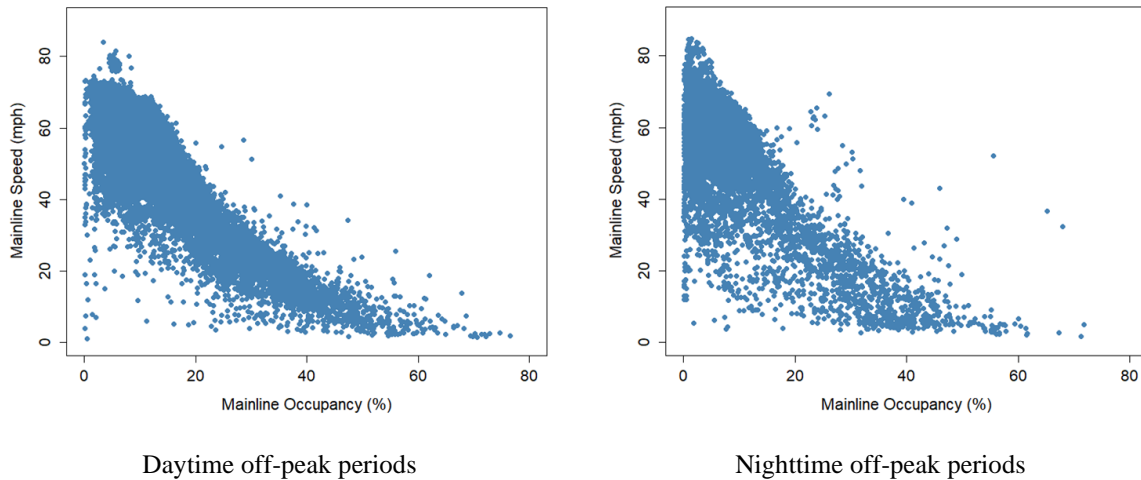 80
60
40
20
0
Mainline Speed (mph)
0 20 40 60 80
Mainline Occupancy (%)
Daytime off-peak periods
80
60
40
20
0
Mainline Speed (mph)
0 20 40 60 80
Mainline Occupancy (%)
Nighttime off-peak periods